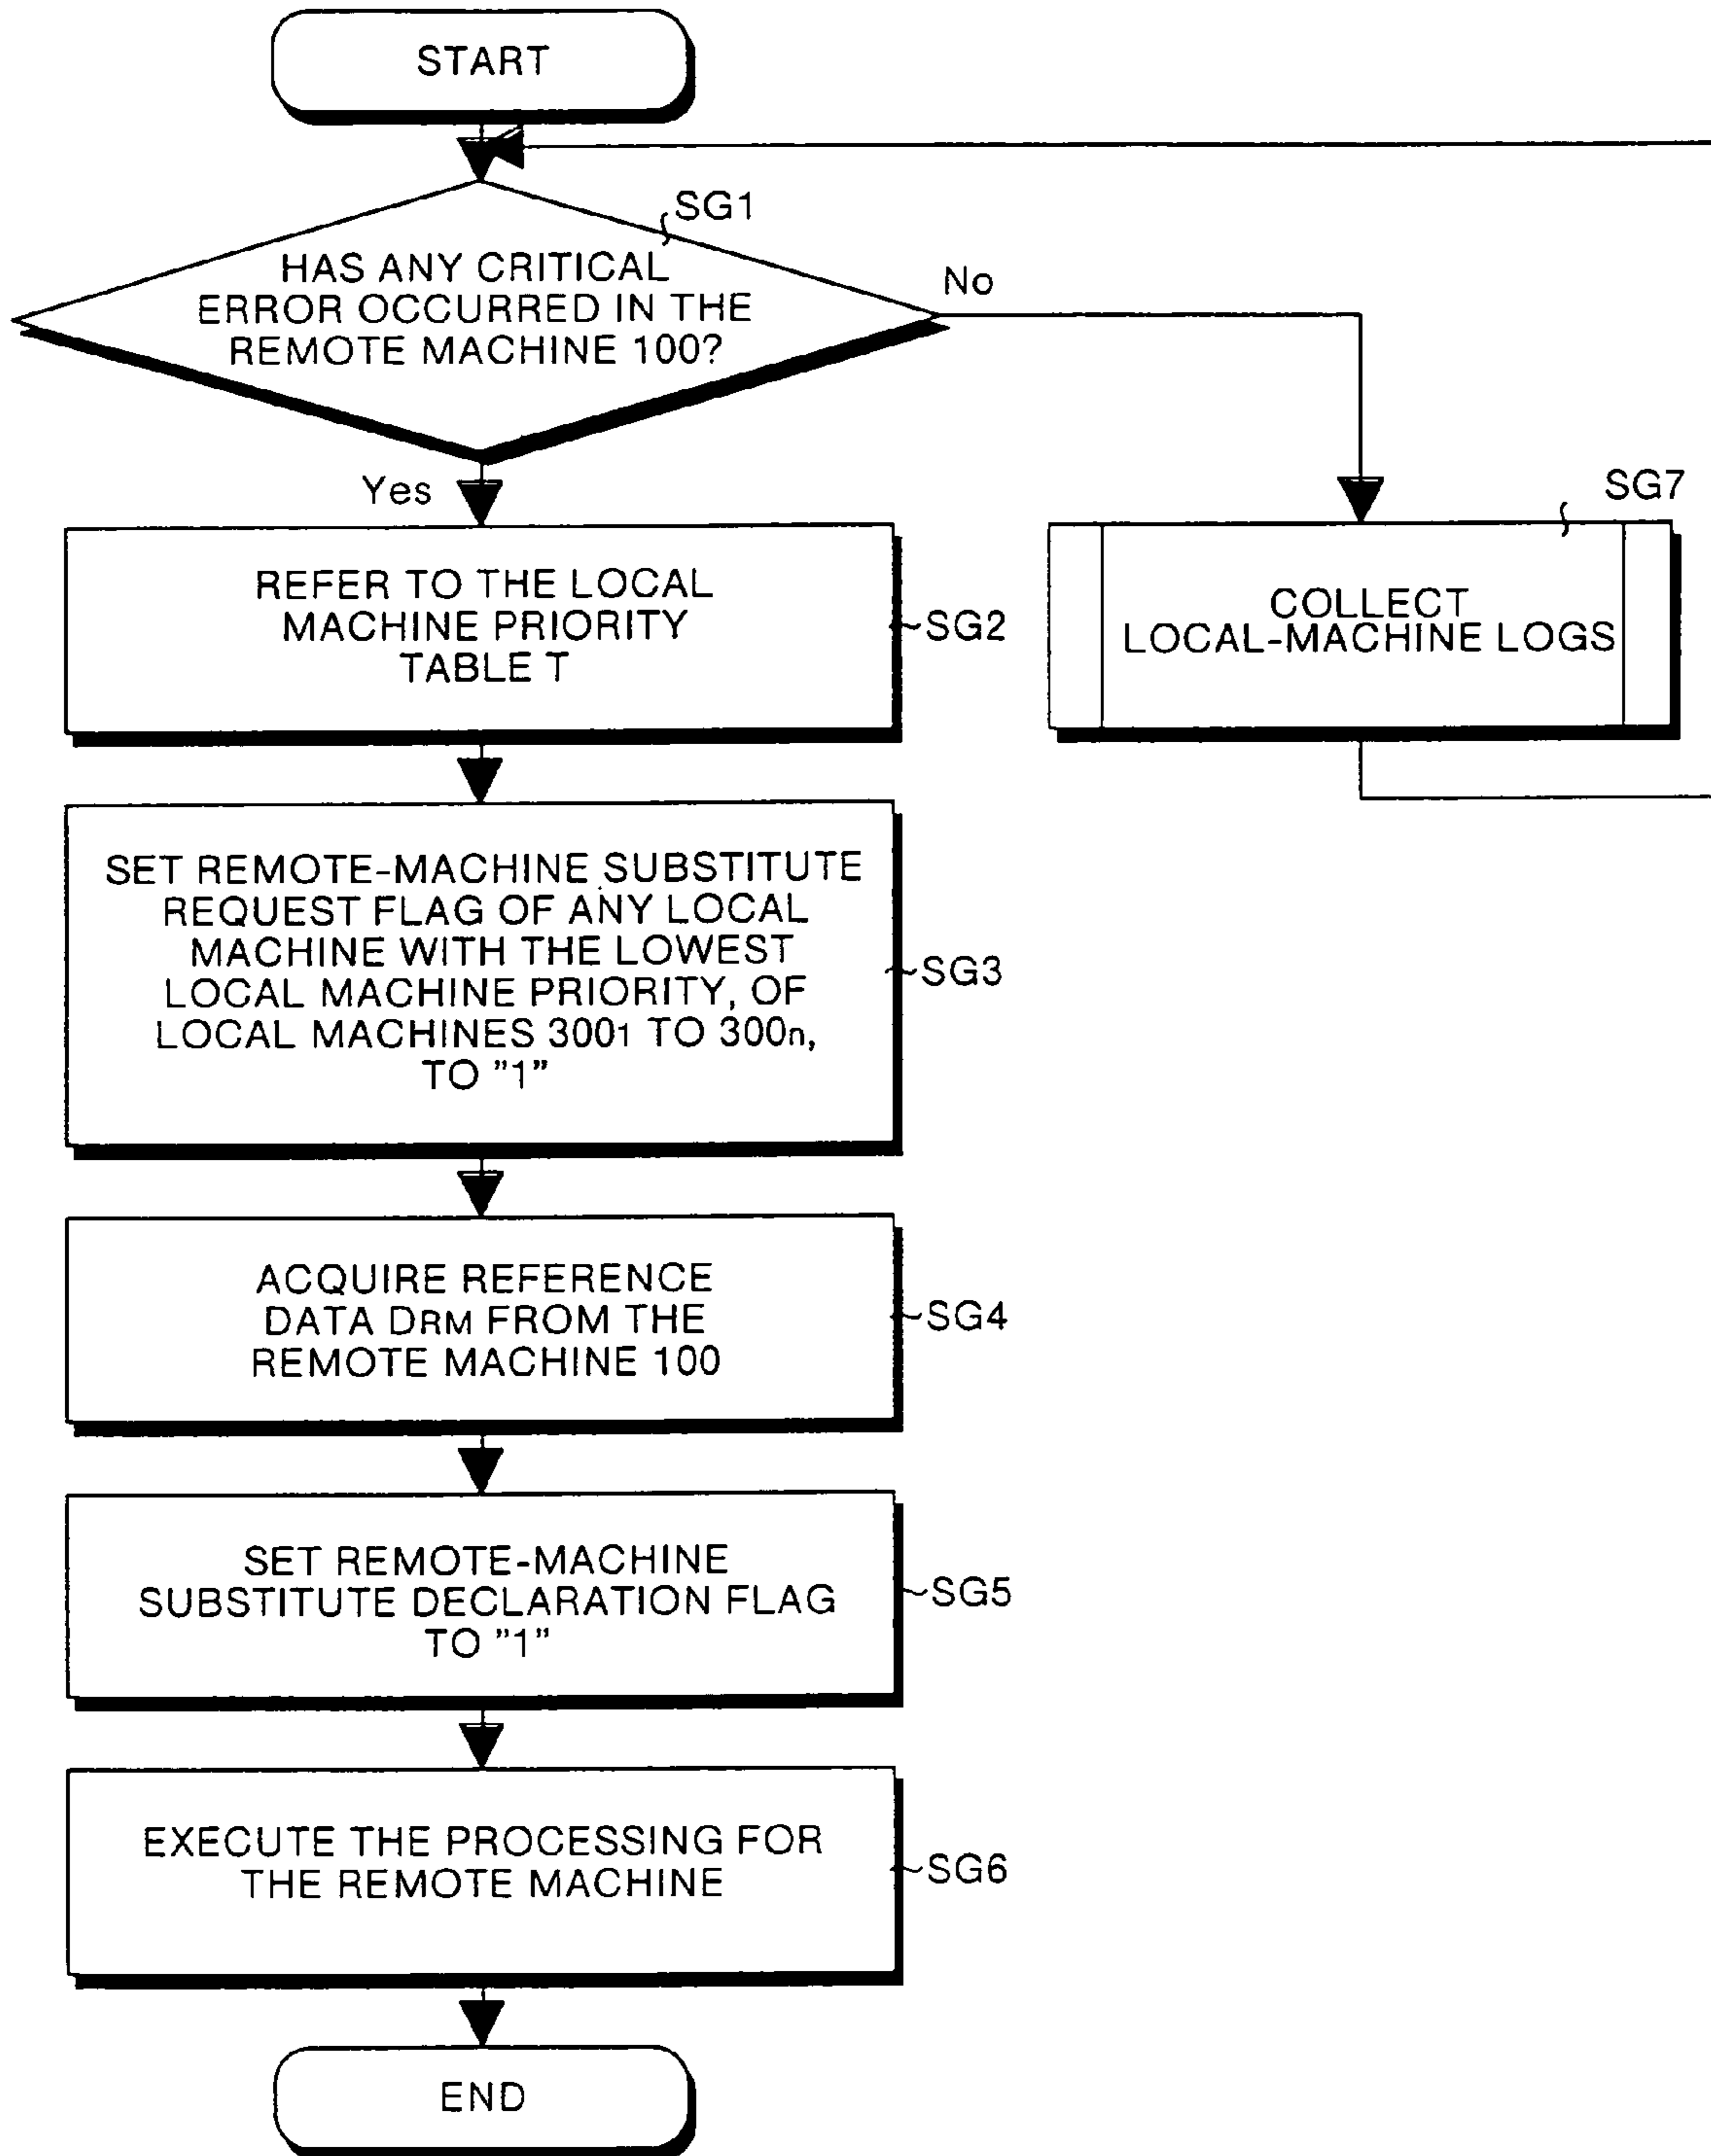 START
SG1
HAS ANY CRITICAL
ERROR OCCURRED IN THE
REMOTE MACHINE 100?
No
Yes
SG7
REFER TO THE LOCAL
MACHINE PRIORITY
TABLE T
SG2
COLLECT
LOCAL-MACHINE LOGS
SET REMOTE-MACHINE SUBSTITUTE
REQUEST FLAG OF ANY LOCAL
MACHINE WITH THE LOWEST
LOCAL MACHINE PRIORITY, OF
LOCAL MACHINES 3001 TO 300n,
TO "1"
SG3
ACQUIRE REFERENCE
DATA DRM FROM THE
REMOTE MACHINE 100
SG4
SET REMOTE-MACHINE
SUBSTITUTE DECLARATION FLAG
TO "1"
SG5
EXECUTE THE PROCESSING FOR
THE REMOTE MACHINE
SG6
END